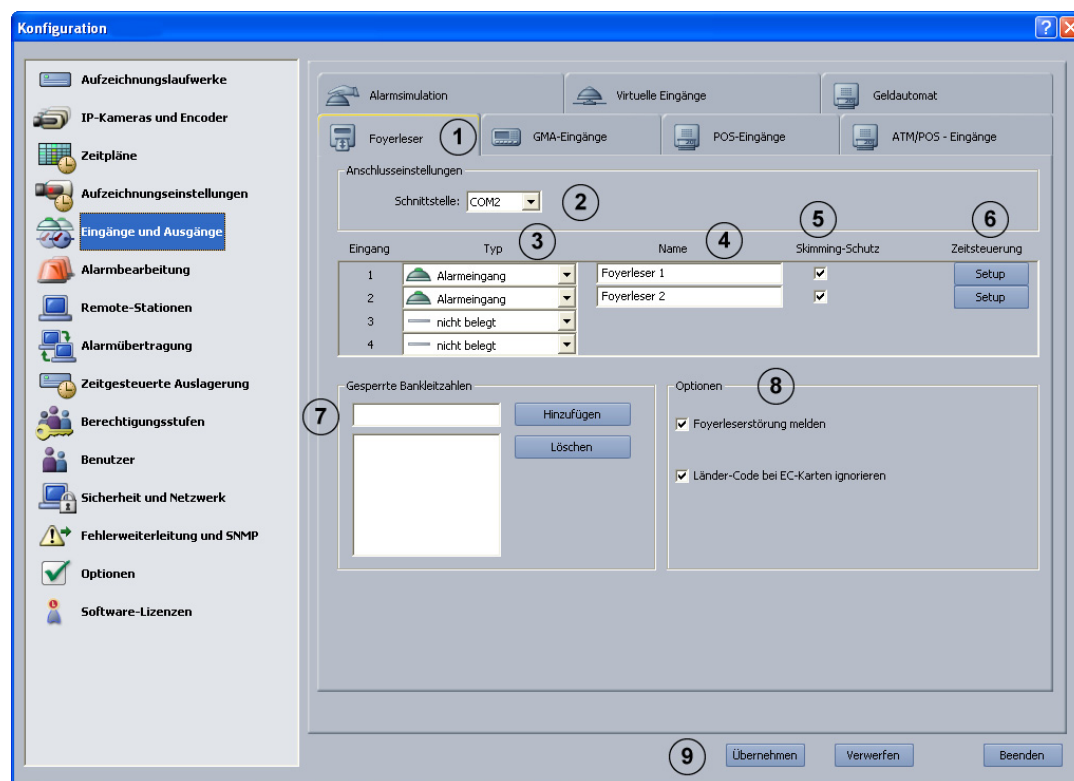 Konfiguration
Aufzeichnungslaufwerke
IP-Kameras und Encoder
Zeitpläne
Aufzeichnungseinstellungen
Eingänge und Ausgänge
Alarmbearbeitung
Remote-Stationen
Alarmübertragung
Zeitgesteuerte Auslagerung
Berechtigungsstufen
Benutzer
Sicherheit und Netzwerk
Fehlerweiterleitung und SNMP
Optionen
Software-Lizenzen
Alarmsimulation Virtuelle Eingänge Geldautomat
Foyerleser 1 GMA-Eingänge POS-Eingänge ATM/POS - Eingänge
Anschlusseinstellungen
Schnittstelle: COM2 2
3 4 5 6
Eingang Typ Name Skimming-Schutz Zeitsteuerung
1 Alarmeingang Foyerleser 1 Setup
2 Alarmeingang Foyerleser 2 Setup
3 nicht belegt
4 nicht belegt
Gesperrte Bankleitzahlen
7 Hinzufügen
Löschen
Optionen 8
Foyerleserstörung melden
Länder-Code bei EC-Karten ignorieren
9 Übernehmen Verwerfen Beenden